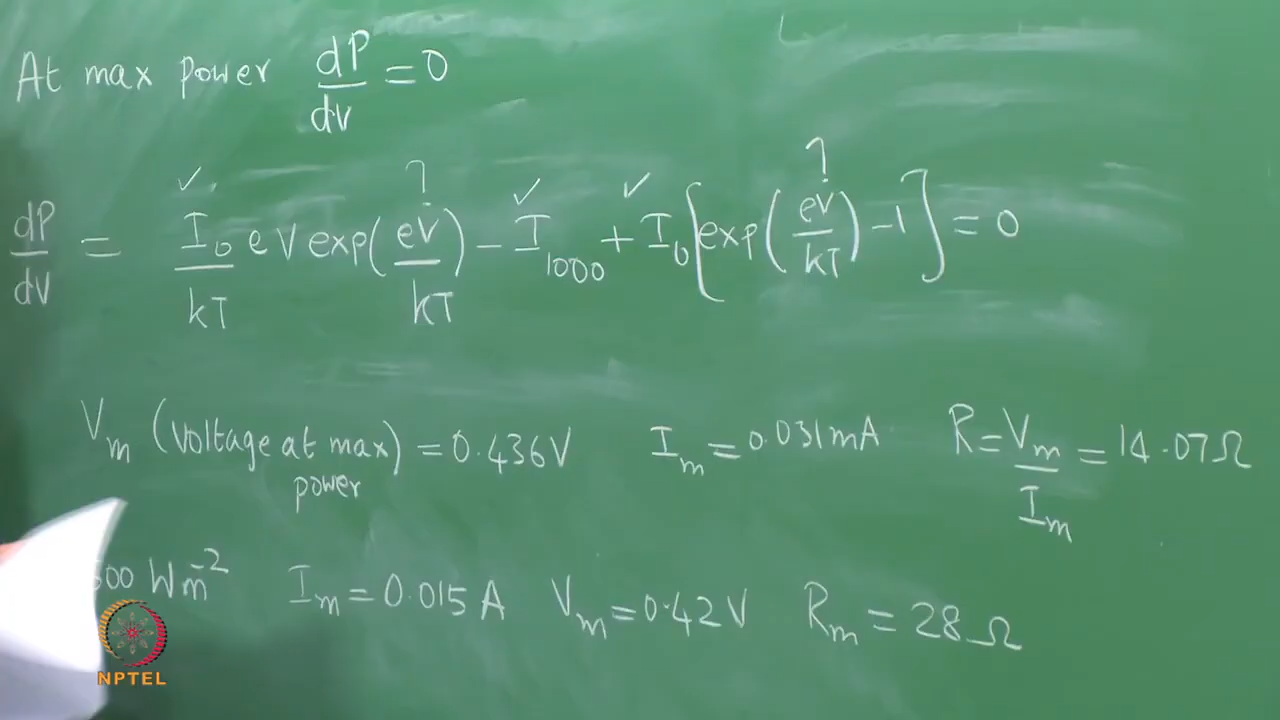 At max power dP/dV = 0
dP/dV = I₀/kT eV exp(eV/kT) − I₁₀₀₀ + I₀[exp(eV/kT) − 1] = 0
✓ ? ✓ ✓ ?
Vₘ (Voltage at max power) = 0.436V Iₘ = 0.031mA R = Vₘ/Iₘ = 14.07Ω
500 Wm⁻² Iₘ = 0.015 A Vₘ = 0.42 V Rₘ = 28 Ω
NPTEL